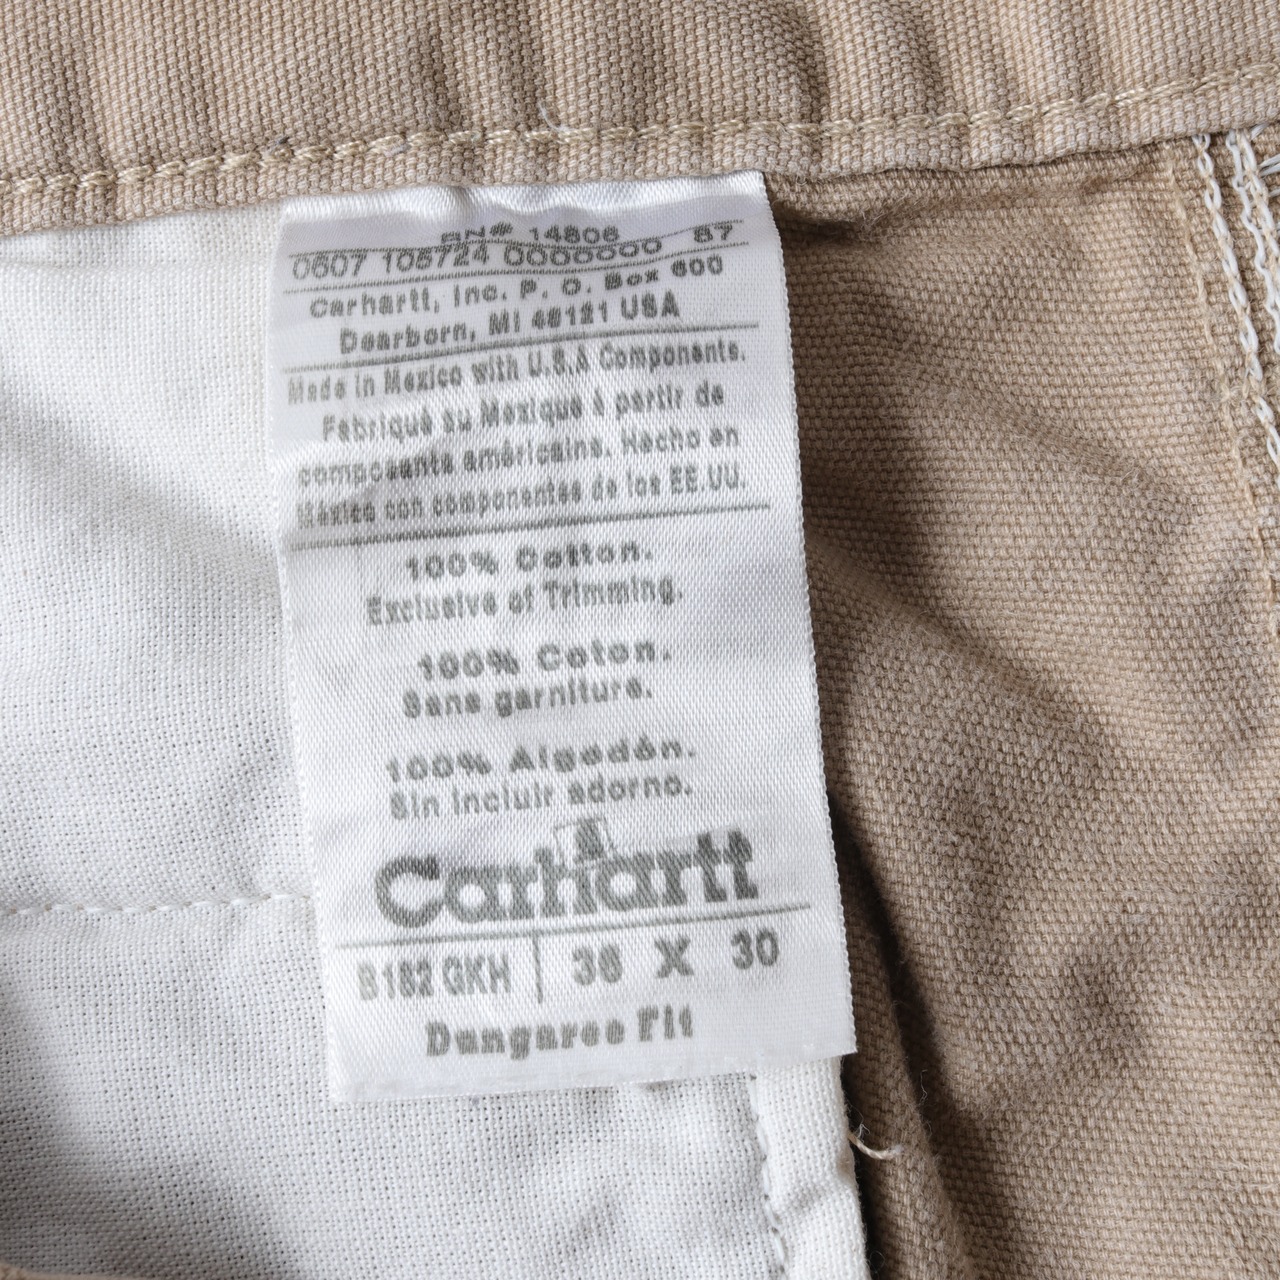 RN# 14806
0607 105724 0000000 87
Carhartt, Inc. P. O. Box 600
Dearborn, MI 48121 USA
Made in Mexico with U.S.A Components.
Fabriqué au Mexique à partir de
composants américains. Hecho en
México con componentes de los EE.UU.
100% Cotton.
Exclusive of Trimming.
100% Coton.
Sans garniture.
100% Algodón.
Sin incluir adorno.
Carhartt
GKH 36 X 30
Dungaree Fit